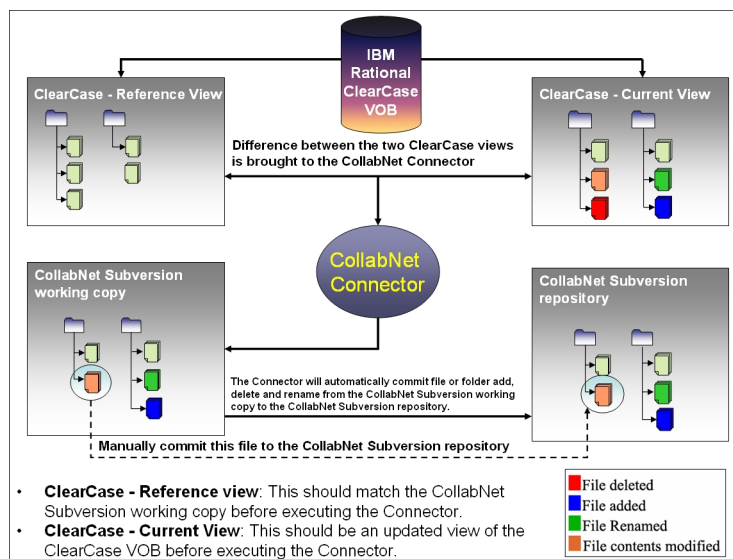 IBM
Rational
ClearCase
VOB
ClearCase - Reference View
ClearCase - Current View
Difference between the two ClearCase views
is brought to the CollabNet Connector
CollabNet
Connector
CollabNet Subversion
working copy
CollabNet Subversion
repository
The Connector will automatically commit file or folder add,
delete and rename from the CollabNet Subversion working
copy to the CollabNet Subversion repository.
Manually commit this file to the CollabNet Subversion repository
• ClearCase - Reference view: This should match the CollabNet
Subversion working copy before executing the Connector.
• ClearCase - Current View: This should be an updated view of the
ClearCase VOB before executing the Connector.
File deleted
File added
File Renamed
File contents modified